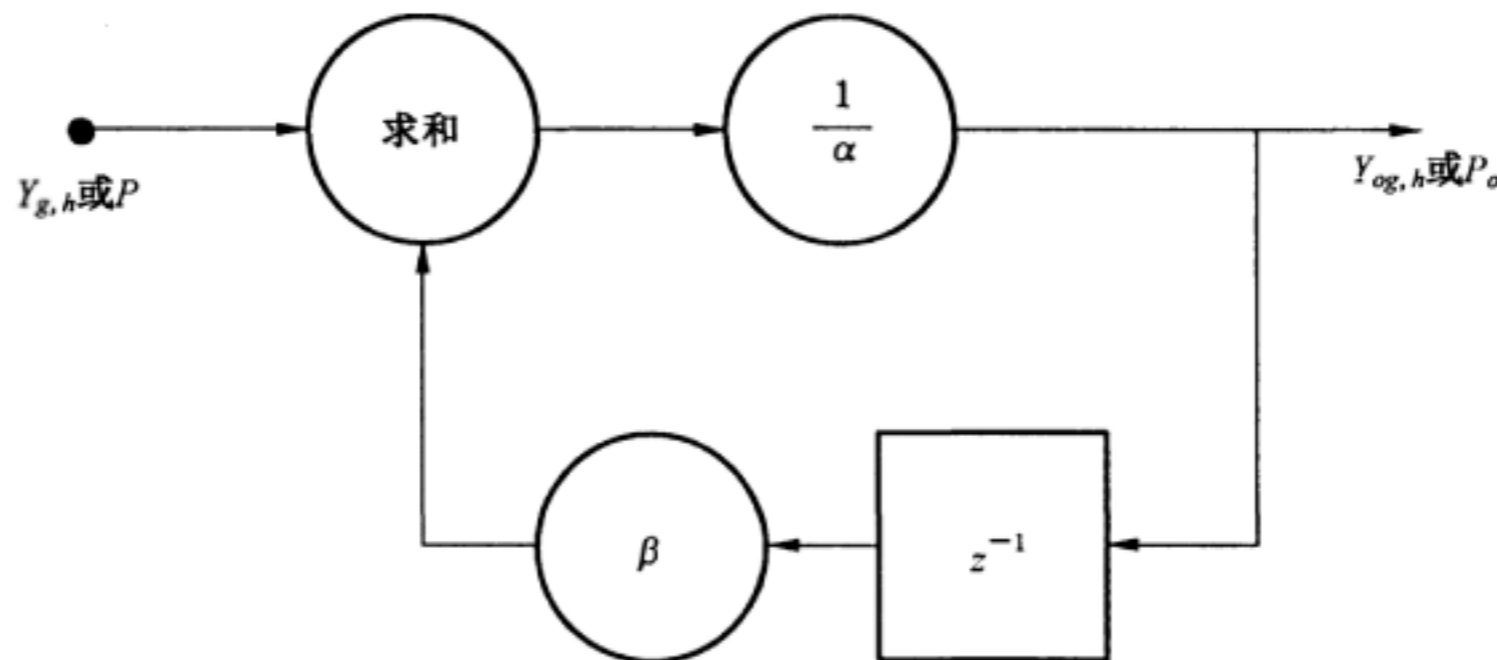 求和
1
α
Y_{g, h}或P
Y_{og, h}或P_o
β
z^{-1}